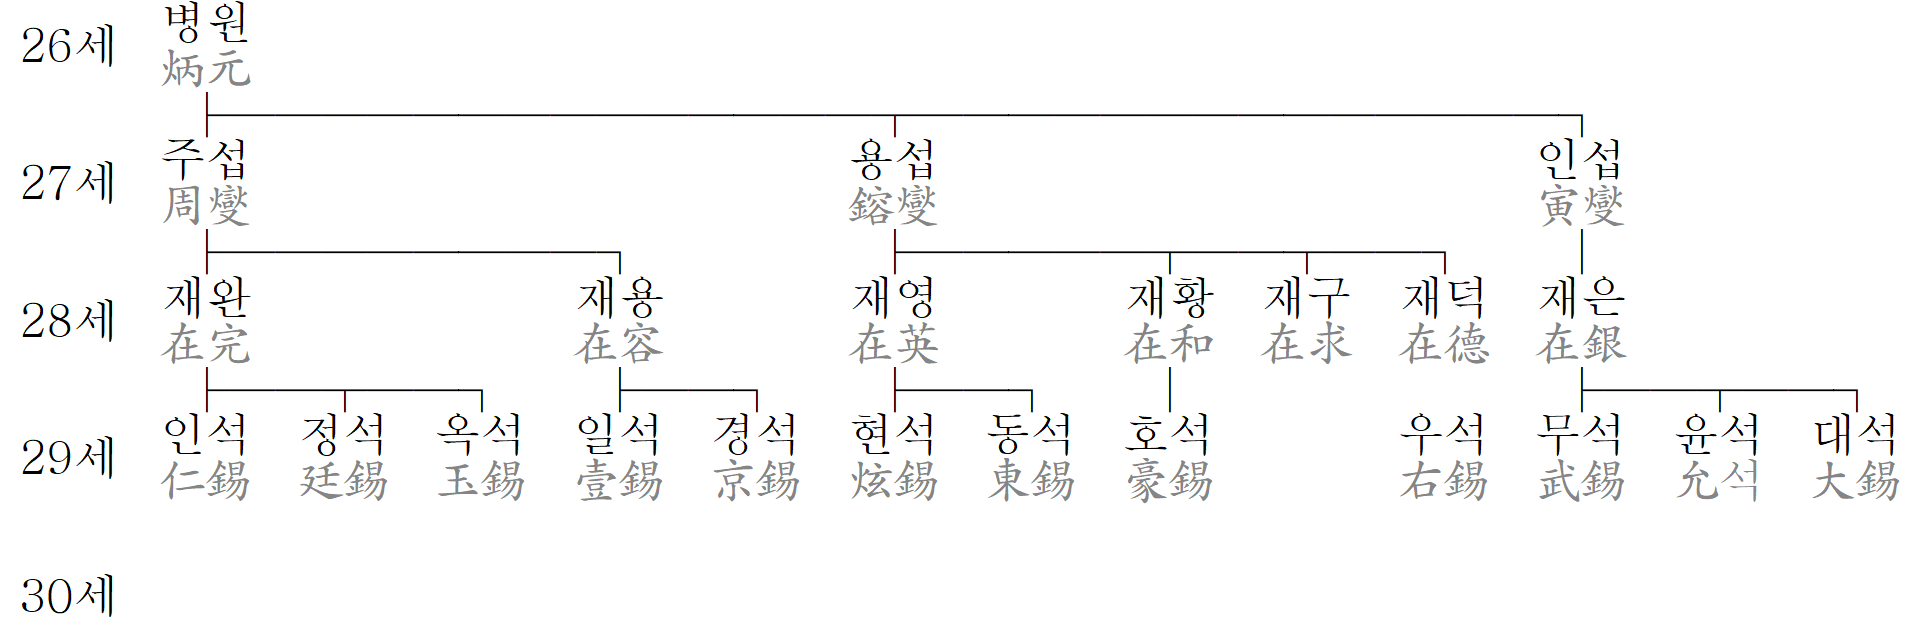 26세 병원
炳元
27세 주섭 용섭 인섭
周燮 鎔燮 寅燮
28세 재완 재용 재영 재황 재구 재덕 재은
在完 在容 在英 在和 在求 在德 在銀
29세 인석 정석 옥석 일석 경석 현석 동석 호석 우석 무석 윤석 대석
仁錫 廷錫 玉錫 壹錫 京錫 炫錫 東錫 豪錫 右錫 武錫 允석 大錫
30세